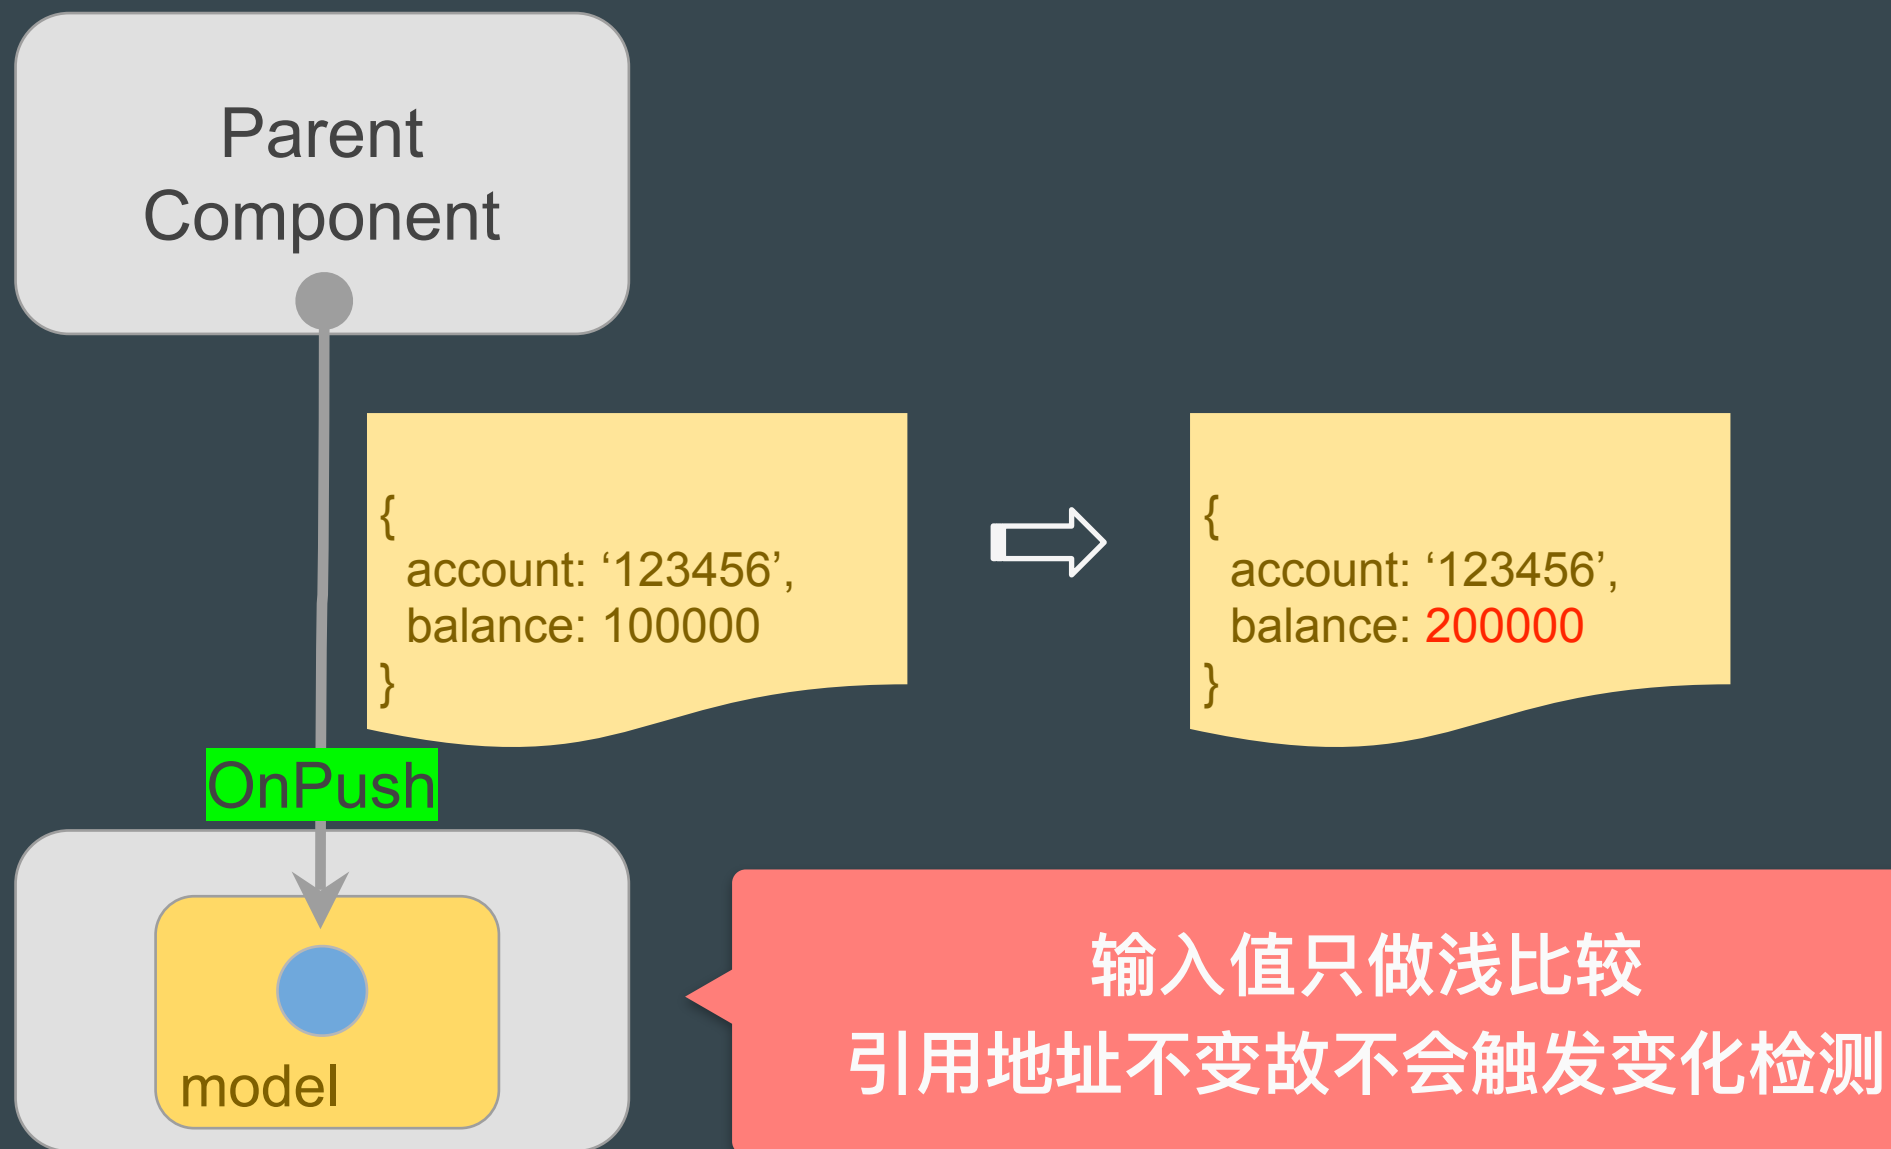 Parent
Component
{
account: ‘123456’,
balance: 100000
}
{
account: ‘123456’,
balance: 200000
}
OnPush
model
输入值只做浅比较
引用地址不变故不会触发变化检测